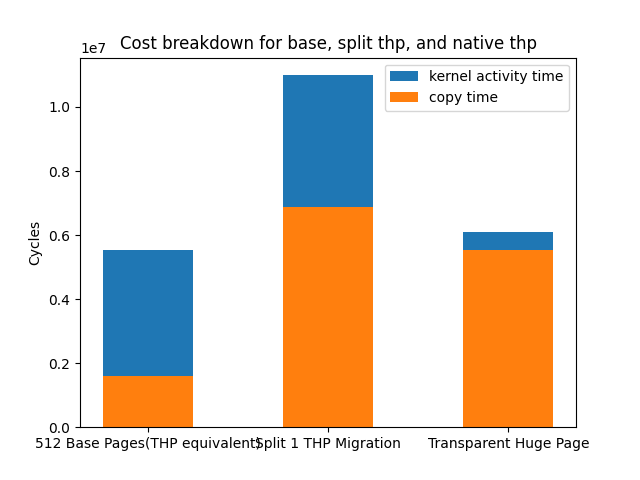 Cost breakdown for base, split thp, and native thp
1e7
kernel activity time
copy time
1.0
0.8
0.6
0.4
0.2
0.0
Cycles
512 Base Pages(THP equivalent)
Split 1 THP Migration
Transparent Huge Page